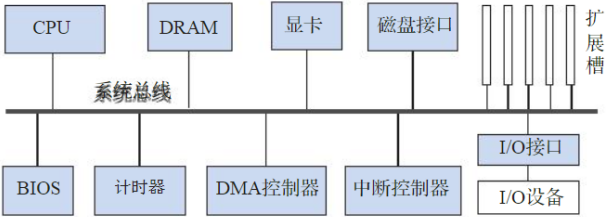 CPU
DRAM
显卡
磁盘接口
扩展槽
系统总线
BIOS
计时器
DMA控制器
中断控制器
I/O接口
I/O设备